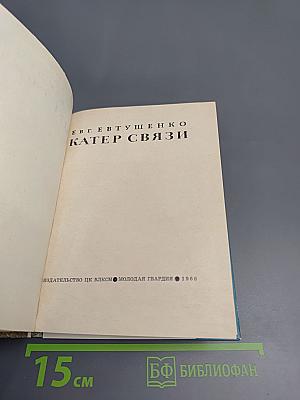 ЕВГ. ЕВТУШЕНКО
КАТЕР СВЯЗИ
ИЗДАТЕЛЬСТВО ЦК ВЛКСМ ● МОЛОДАЯ ГВАРДИЯ ● 1966
15 см
БФ БИБЛИОФАН